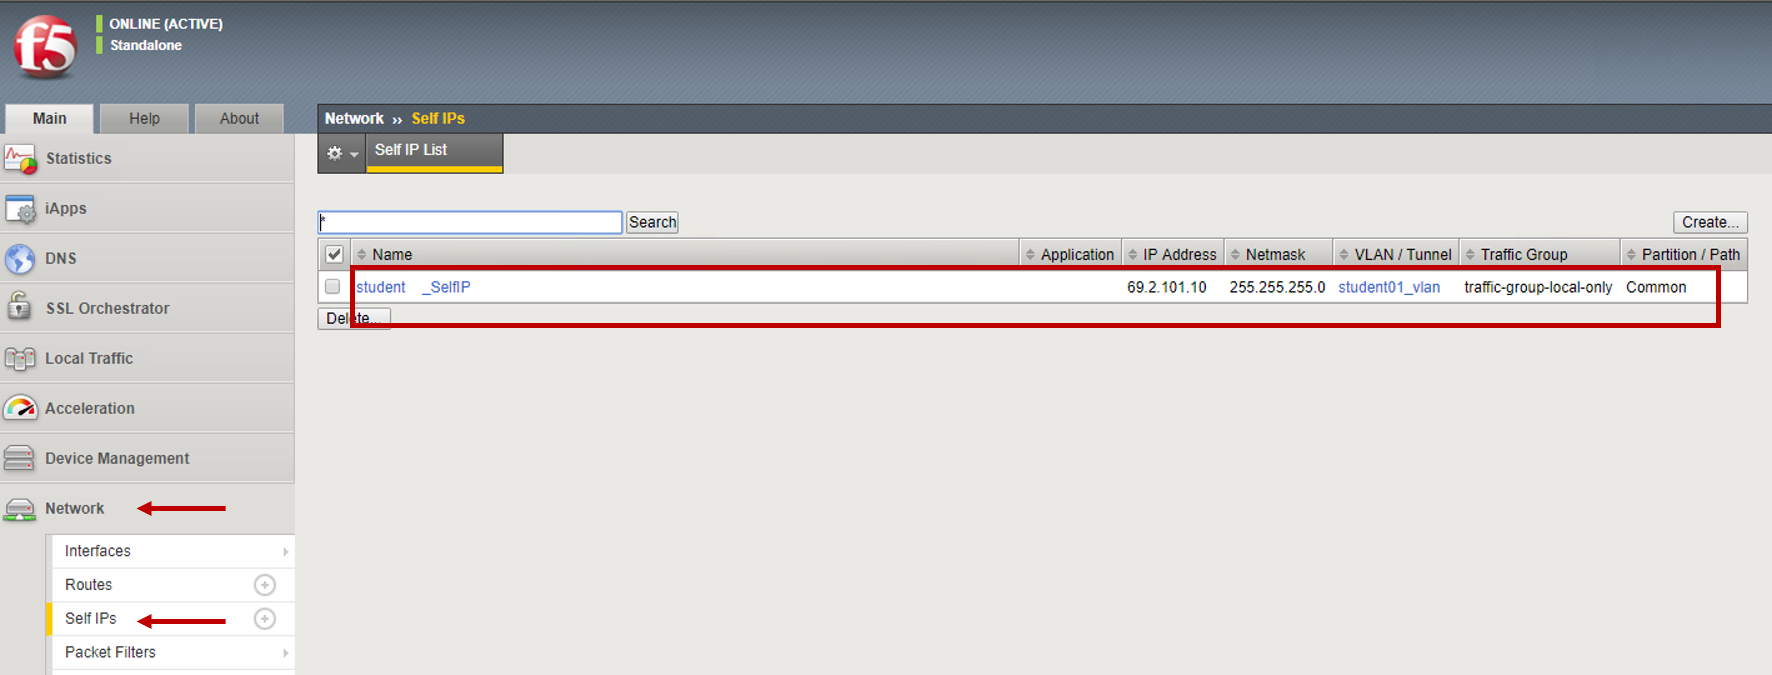 f5
ONLINE (ACTIVE)
Standalone
Main Help About
Network » Self IPs
Self IP List
Statistics
iApps
DNS
SSL Orchestrator
Local Traffic
Acceleration
Device Management
Network
Interfaces
Routes
Self IPs
Packet Filters
* Search Create...
Name Application IP Address Netmask VLAN / Tunnel Traffic Group Partition / Path
student _SelfIP 69.2.101.10 255.255.255.0 student01_vlan traffic-group-local-only Common
Delete...